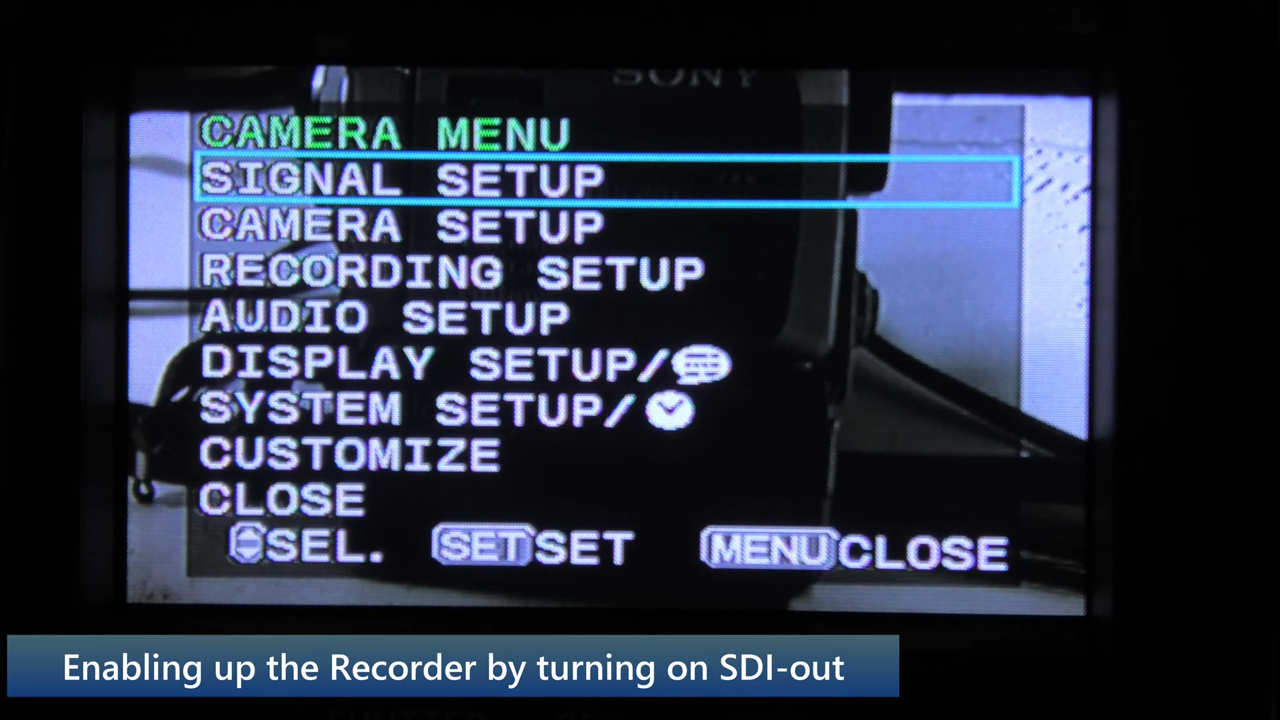 SONY
CAMERA MENU
SIGNAL SETUP
CAMERA SETUP
RECORDING SETUP
AUDIO SETUP
DISPLAY SETUP/
SYSTEM SETUP/
CUSTOMIZE
CLOSE
SEL. SET SET MENU CLOSE
Enabling up the Recorder by turning on SDI-out